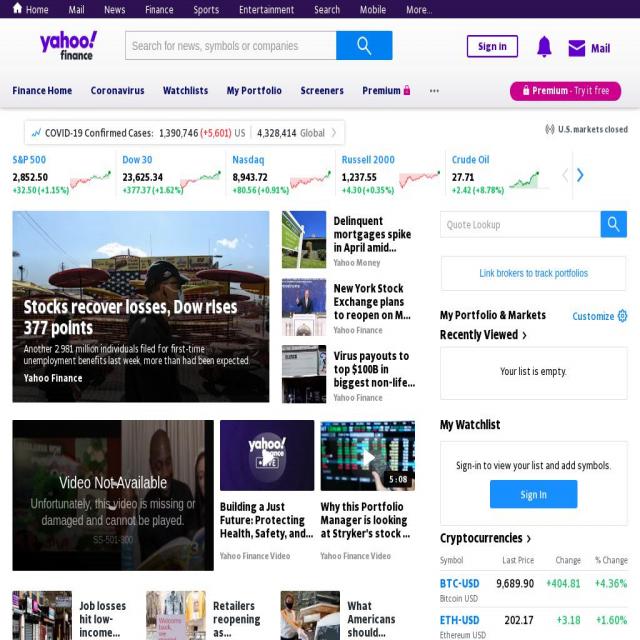 Home Mail News Finance Sports Entertainment Search Mobile More...
yahoo!
finance
Search for news, symbols or companies
Sign in
Mail
Finance Home Coronavirus Watchlists My Portfolio Screeners Premium ···
Premium - Try it free
COVID-19 Confirmed Cases: 1,390,746 (+5,601) US 4,328,414 Global
U.S. markets closed
S&P 500
2,852.50
+32.50 (+1.15%)
Dow 30
23,625.34
+377.37 (+1.62%)
Nasdaq
8,943.72
+80.56 (+0.91%)
Russell 2000
1,237.55
+4.30 (+0.35%)
Crude Oil
27.71
+2.42 (+8.78%)
Stocks recover losses, Dow rises
377 points
Another 2.981 million individuals filed for first-time
unemployment benefits last week, more than had been expected.
Yahoo Finance
Delinquent
mortgages spike
in April amid...
Yahoo Money
New York Stock
Exchange plans
to reopen on M...
Yahoo Finance
Virus payouts to
top $100B in
biggest non-life...
Yahoo Finance
Quote Lookup
Link brokers to track portfolios
My Portfolio & Markets
Customize
Recently Viewed
Your list is empty.
My Watchlist
Sign-in to view your list and add symbols.
Sign In
Video Not Available
Unfortunately, this video is missing or
damaged and cannot be played.
SS-501-300
yahoo!
LIVE
Building a Just
Future: Protecting
Health, Safety, and...
Yahoo Finance Video
5:08
Why this Portfolio
Manager is looking
at Stryker's stock ...
Yahoo Finance Video
Cryptocurrencies
Symbol Last Price Change % Change
BTC-USD 9,689.90 +404.81 +4.36%
Bitcoin USD
ETH-USD 202.17 +3.18 +1.60%
Ethereum USD
Job losses
hit low-
income...
Welcome
back,
Retailers
reopening
as...
What
Americans
should...